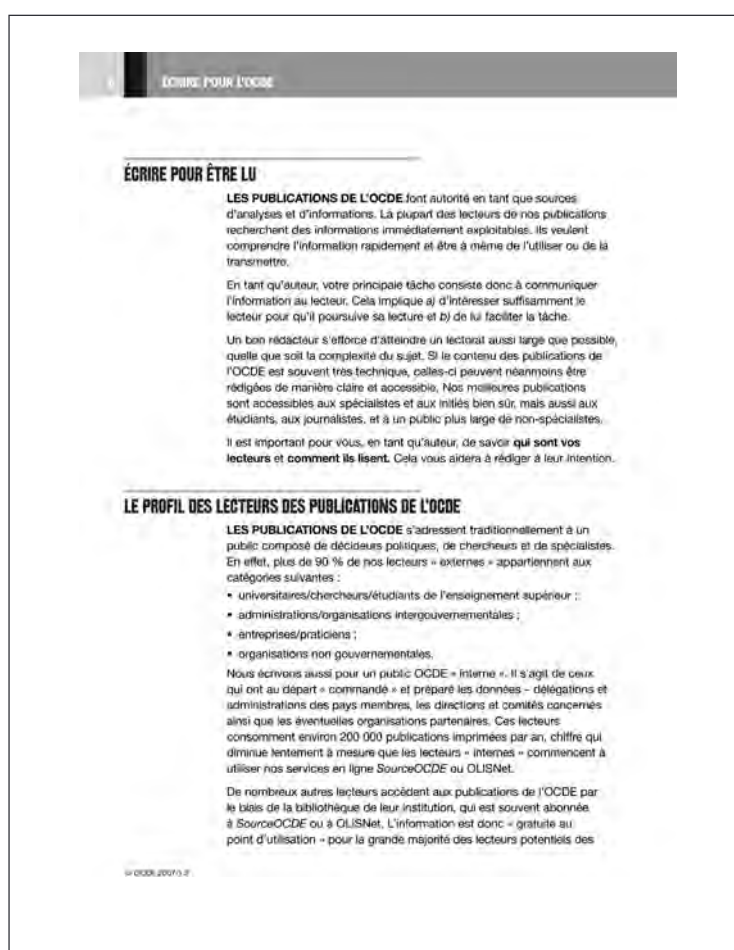 ÉCRIRE POUR L'OCDE
ÉCRIRE POUR ÊTRE LU
LES PUBLICATIONS DE L'OCDE font autorité en tant que sources
d'analyses et d'informations. La plupart des lecteurs de nos publications
recherchent des informations immédiatement exploitables. Ils veulent
comprendre l'information rapidement et être à même de l'utiliser ou de la
transmettre.
En tant qu'auteur, votre principale tâche consiste donc à communiquer
l'information au lecteur. Cela implique a) d'intéresser suffisamment le
lecteur pour qu'il poursuive sa lecture et b) de lui faciliter la tâche.
Un bon rédacteur s'efforce d'atteindre un lectorat aussi large que possible,
quelle que soit la complexité du sujet. Si le contenu des publications de
l'OCDE est souvent très technique, celles-ci peuvent néanmoins être
rédigées de manière claire et accessible. Nos meilleures publications
sont accessibles aux spécialistes et aux initiés bien sûr, mais aussi aux
étudiants, aux journalistes, et à un public plus large de non-spécialistes.
Il est important pour vous, en tant qu'auteur, de savoir qui sont vos
lecteurs et comment ils lisent. Cela vous aidera à rédiger à leur intention.
LE PROFIL DES LECTEURS DES PUBLICATIONS DE L'OCDE
LES PUBLICATIONS DE L'OCDE s'adressent traditionnellement à un
public composé de décideurs politiques, de chercheurs et de spécialistes.
En effet, plus de 90 % de nos lecteurs « externes » appartiennent aux
catégories suivantes :
• universitaires/chercheurs/étudiants de l'enseignement supérieur ;
• administrations/organisations intergouvernementales ;
• entreprises/praticiens ;
• organisations non gouvernementales.
Nous écrivons aussi pour un public OCDE « interne ». Il s'agit de ceux
qui ont au départ « commandé » et préparé les données – délégations et
administrations des pays membres, les directions et comités concernés
ainsi que les éventuelles organisations partenaires. Ces lecteurs
consomment environ 200 000 publications imprimées par an, chiffre qui
diminue lentement à mesure que les lecteurs « internes » commencent à
utiliser nos services en ligne SourceOCDE ou OLISNet.
De nombreux autres lecteurs accèdent aux publications de l'OCDE par
le biais de la bibliothèque de leur institution, qui est souvent abonnée
à SourceOCDE ou à OLISNet. L'information est donc « gratuite au
point d'utilisation » pour la grande majorité des lecteurs potentiels des
© OCDE 2007